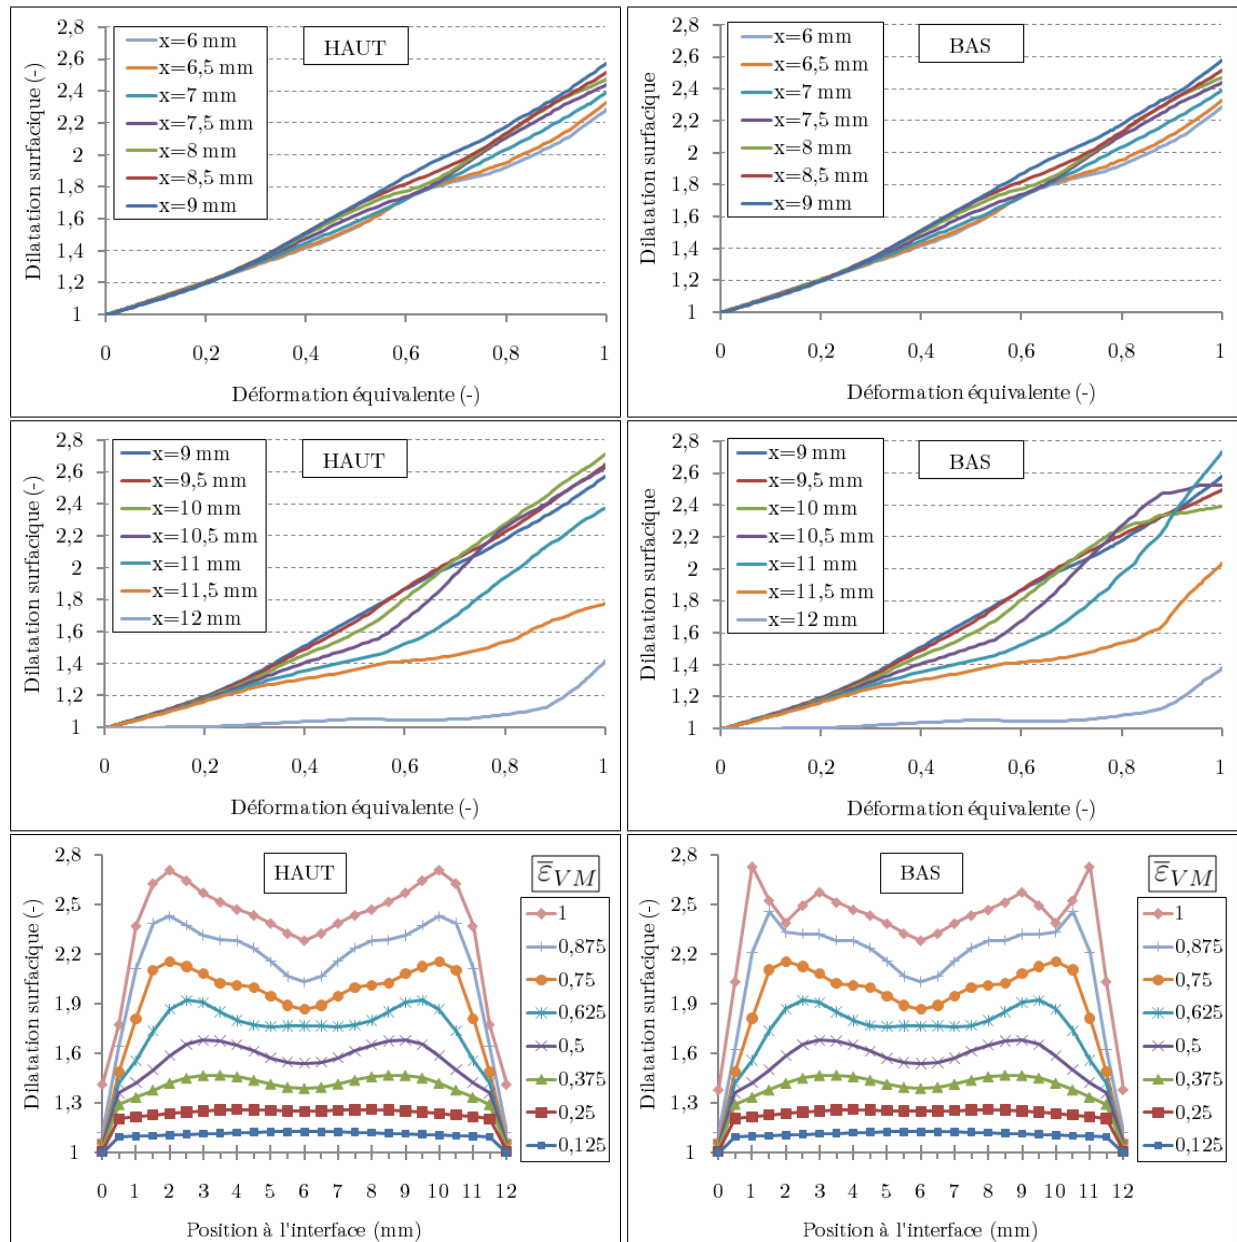 2,8
2,6
2,4
2,2
2
1,8
1,6
1,4
1,2
1
Dilatation surfacique (-)
x=6 mm
x=6,5 mm
x=7 mm
x=7,5 mm
x=8 mm
x=8,5 mm
x=9 mm
HAUT
0 0,2 0,4 0,6 0,8 1
Déformation équivalente (-)
2,8
2,6
2,4
2,2
2
1,8
1,6
1,4
1,2
1
Dilatation surfacique
x=6 mm
x=6,5 mm
x=7 mm
x=7,5 mm
x=8 mm
x=8,5 mm
x=9 mm
BAS
0 0,2 0,4 0,6 0,8 1
Déformation équivalente (-)
2,8
2,6
2,4
2,2
2
1,8
1,6
1,4
1,2
1
Dilatation surfacique (-)
x=9 mm
x=9,5 mm
x=10 mm
x=10,5 mm
x=11 mm
x=11,5 mm
x=12 mm
HAUT
0 0,2 0,4 0,6 0,8 1
Déformation équivalente (-)
2,8
2,6
2,4
2,2
2
1,8
1,6
1,4
1,2
1
Dilatation surfacique
x=9 mm
x=9,5 mm
x=10 mm
x=10,5 mm
x=11 mm
x=11,5 mm
x=12 mm
BAS
0 0,2 0,4 0,6 0,8 1
Déformation équivalente (-)
2,8
2,5
2,2
1,9
1,6
1,3
1
Dilatation surfacique (-)
HAUT
ε̅VM
1
0,875
0,75
0,625
0,5
0,375
0,25
0,125
0 1 2 3 4 5 6 7 8 9 10 11 12
Position à l'interface (mm)
2,8
2,5
2,2
1,9
1,6
1,3
1
Dilatation surfacique (-)
BAS
ε̅VM
1
0,875
0,75
0,625
0,5
0,375
0,25
0,125
0 1 2 3 4 5 6 7 8 9 10 11 12
Position à l'interface (mm)